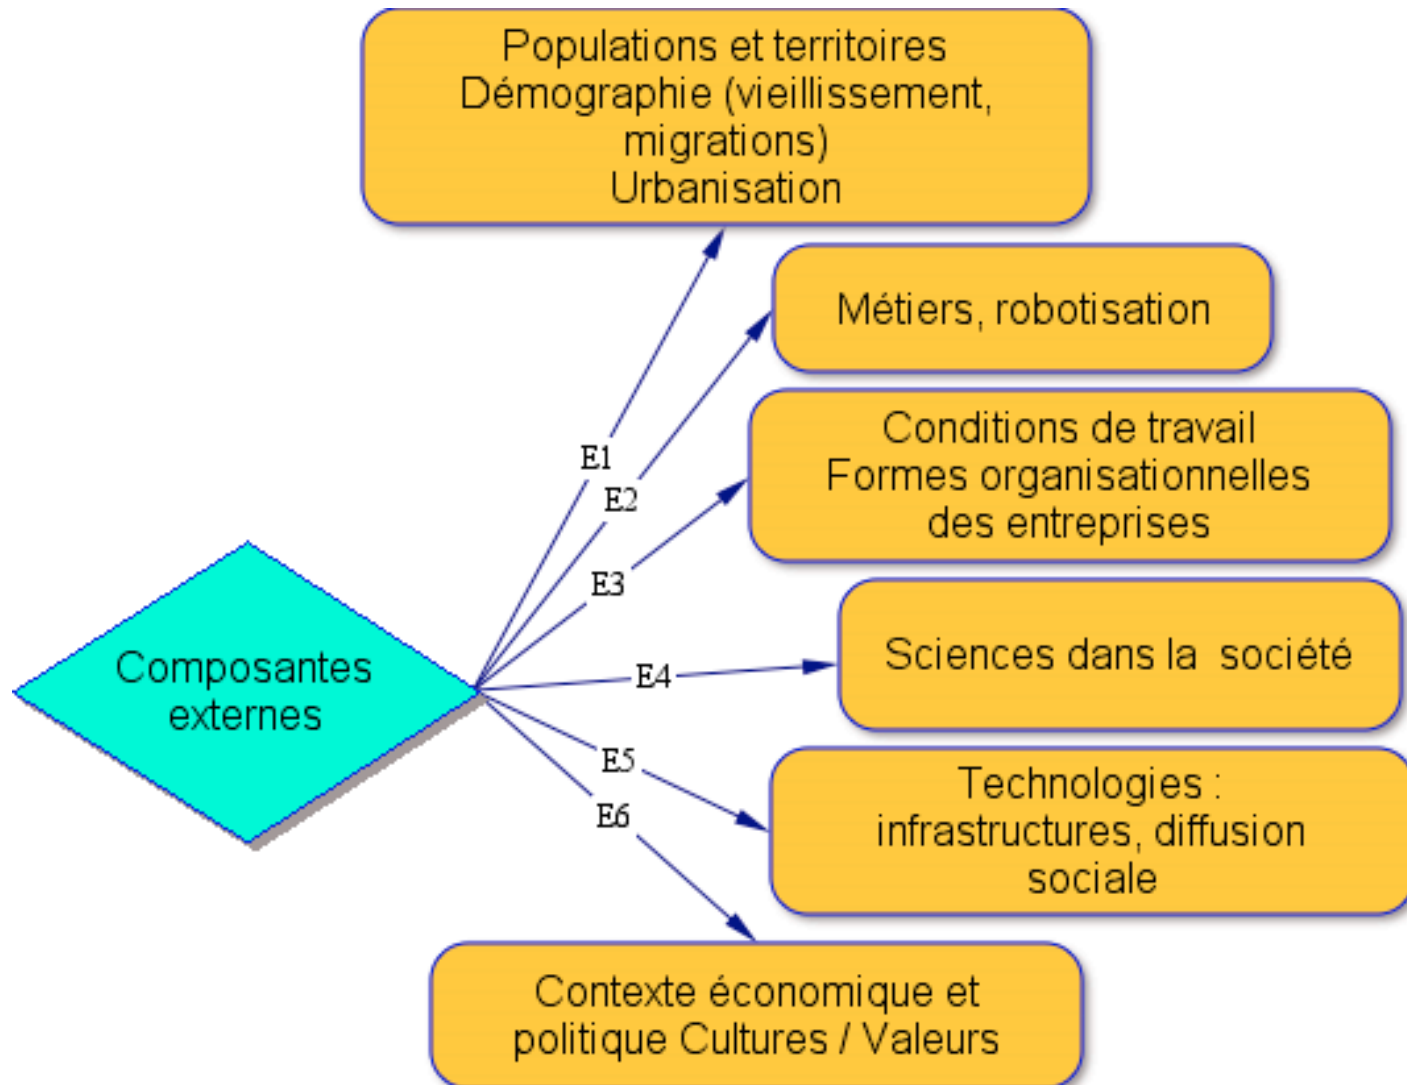 Populations et territoires
Démographie (vieillissement,
migrations)
Urbanisation
Métiers, robotisation
Conditions de travail
Formes organisationnelles
des entreprises
E1
E2
E3
Composantes
externes
E4
Sciences dans la  société
E5
E6
Technologies :
infrastructures, diffusion
sociale
Contexte économique et
politique Cultures / Valeurs